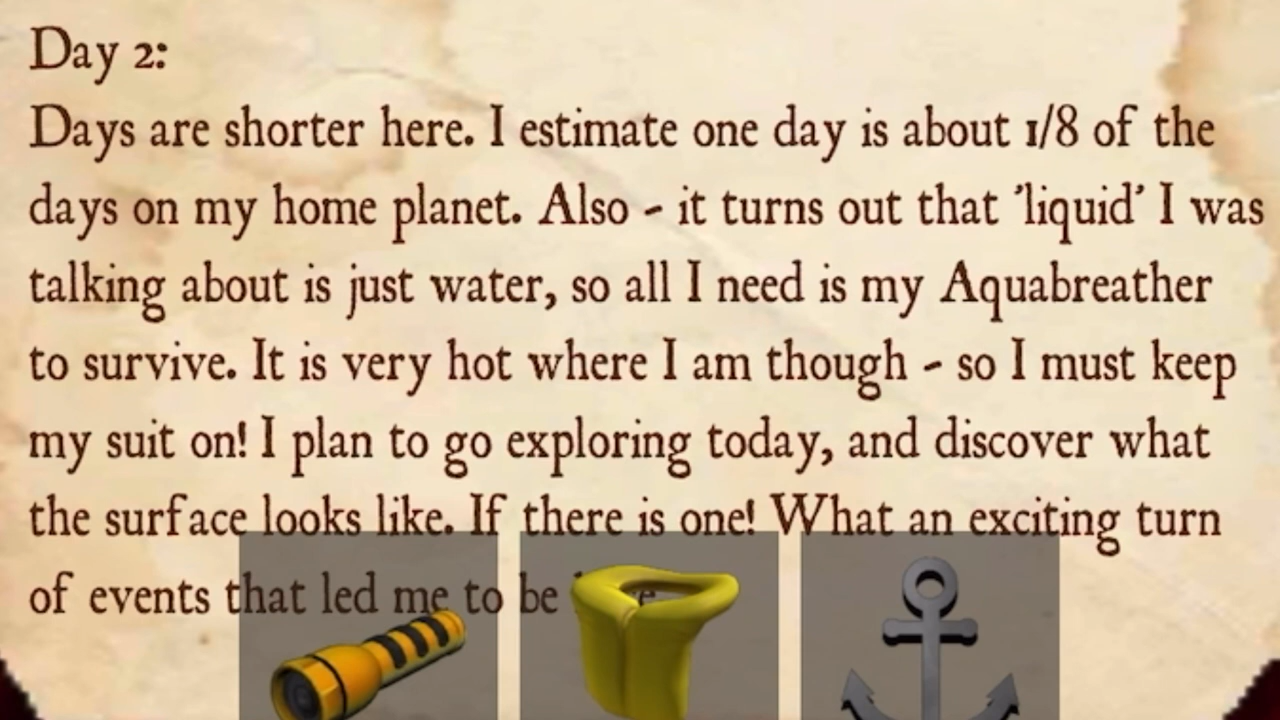 Day 2:
Days are shorter here. I estimate one day is about 1/8 of the
days on my home planet. Also - it turns out that 'liquid' I was
talking about is just water, so all I need is my Aquabreather
to survive. It is very hot where I am though - so I must keep
my suit on! I plan to go exploring today, and discover what
the surface looks like. If there is one! What an exciting turn
of events that led me to be